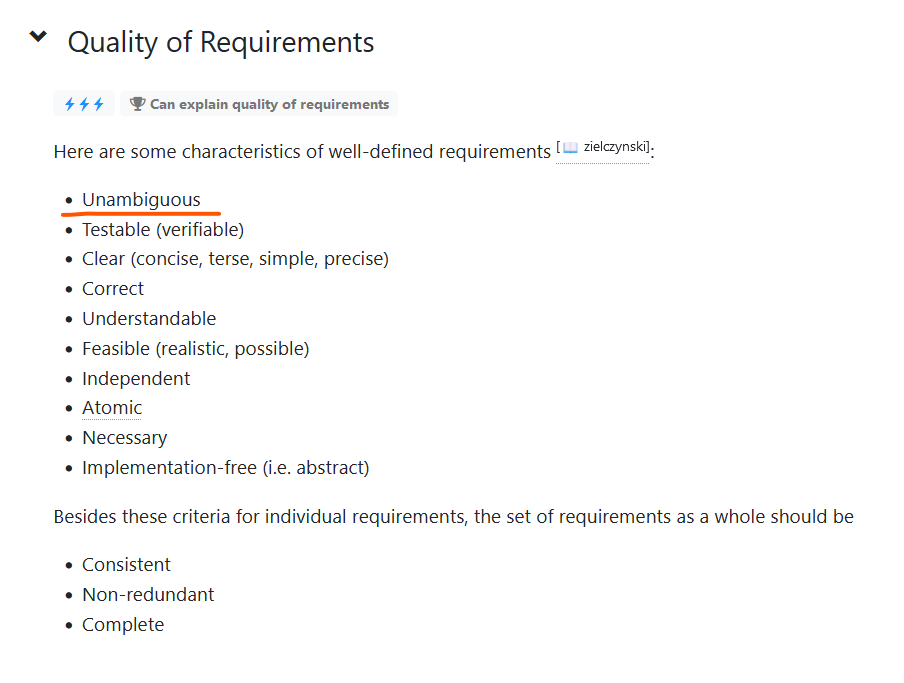 Quality of Requirements
Can explain quality of requirements
Here are some characteristics of well-defined requirements [zielczynski]:
Unambiguous
Testable (verifiable)
Clear (concise, terse, simple, precise)
Correct
Understandable
Feasible (realistic, possible)
Independent
Atomic
Necessary
Implementation-free (i.e. abstract)
Besides these criteria for individual requirements, the set of requirements as a whole should be
Consistent
Non-redundant
Complete